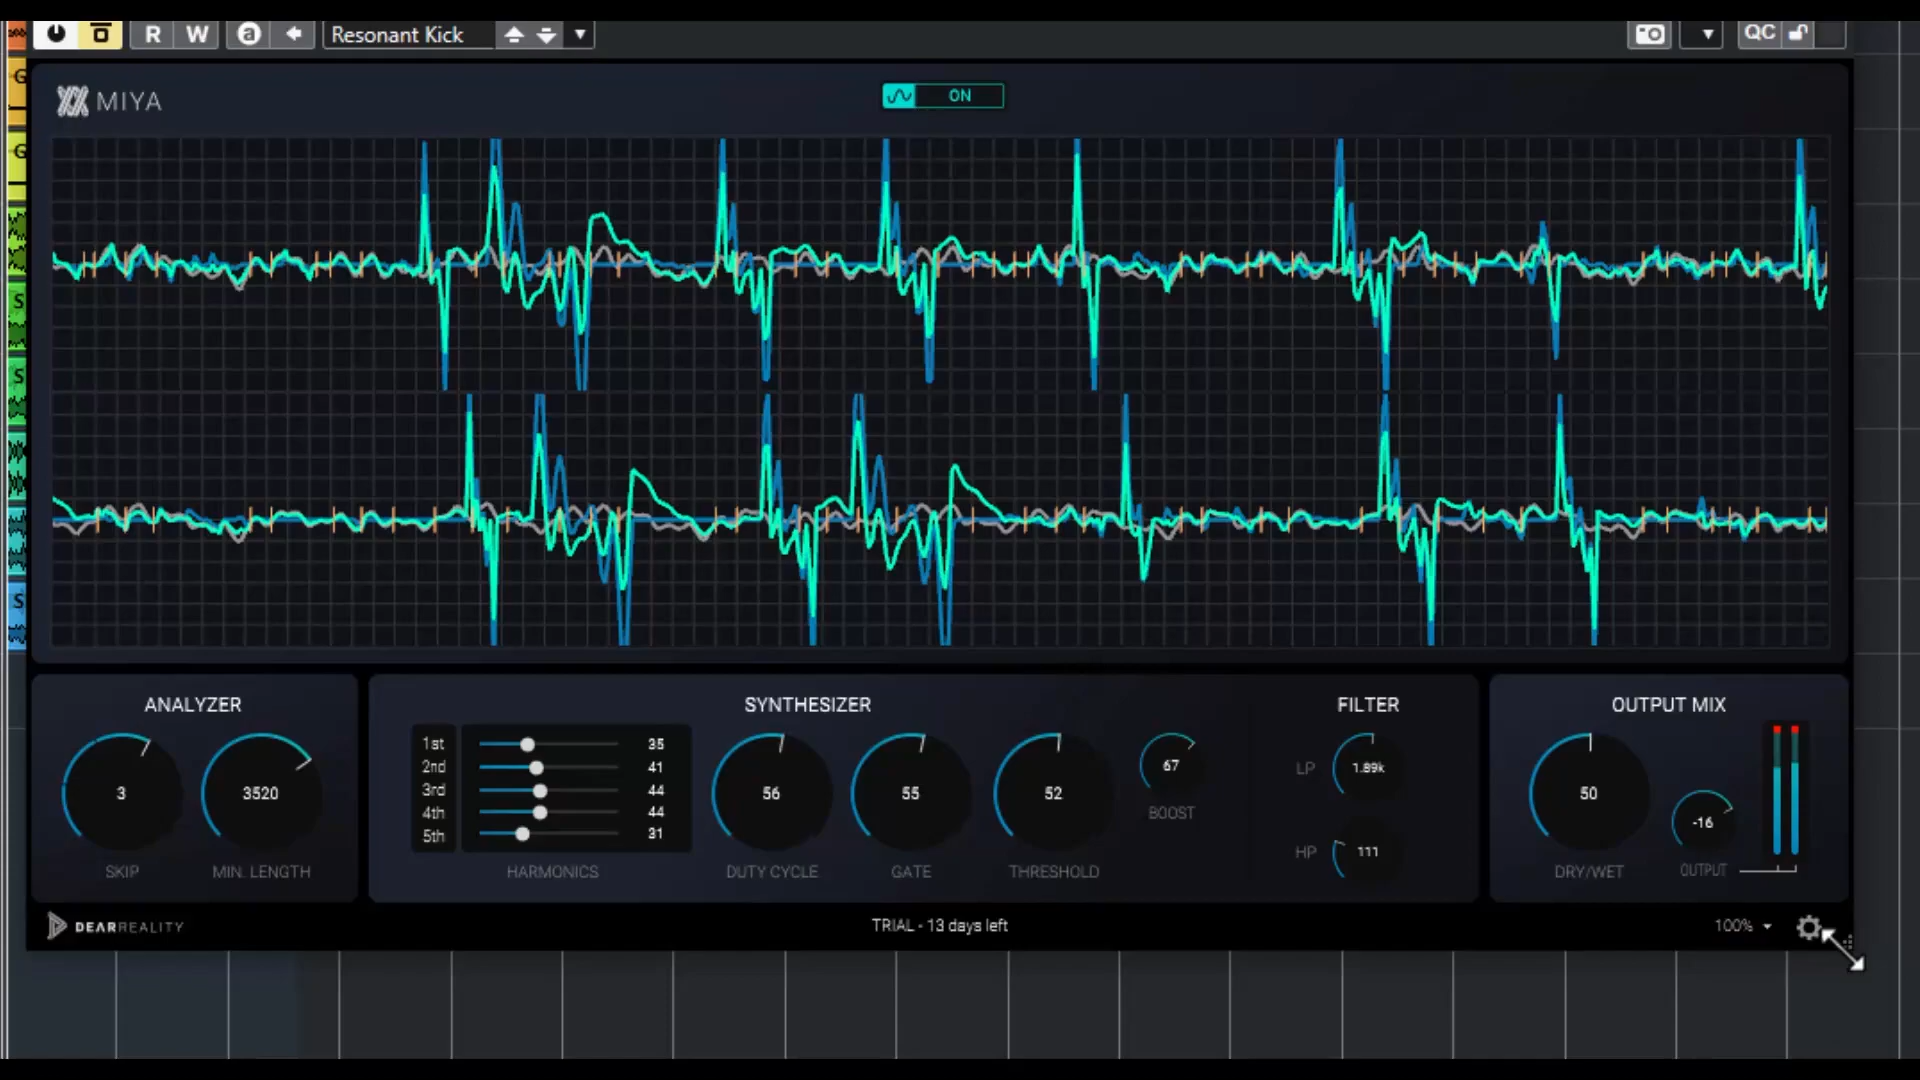 R W a Resonant Kick QC
G
MIYA
ON
G
S
S
S
ANALYZER
SYNTHESIZER
FILTER
OUTPUT MIX
3
3520
SKIP
MIN. LENGTH
1st 35
2nd 41
3rd 44
4th 44
5th 31
HARMONICS
56
DUTY CYCLE
55
GATE
52
THRESHOLD
67
BOOST
LP 1.89k
HP 111
50
DRY/WET
-16
OUTPUT
DEARREALITY
TRIAL - 13 days left
100%